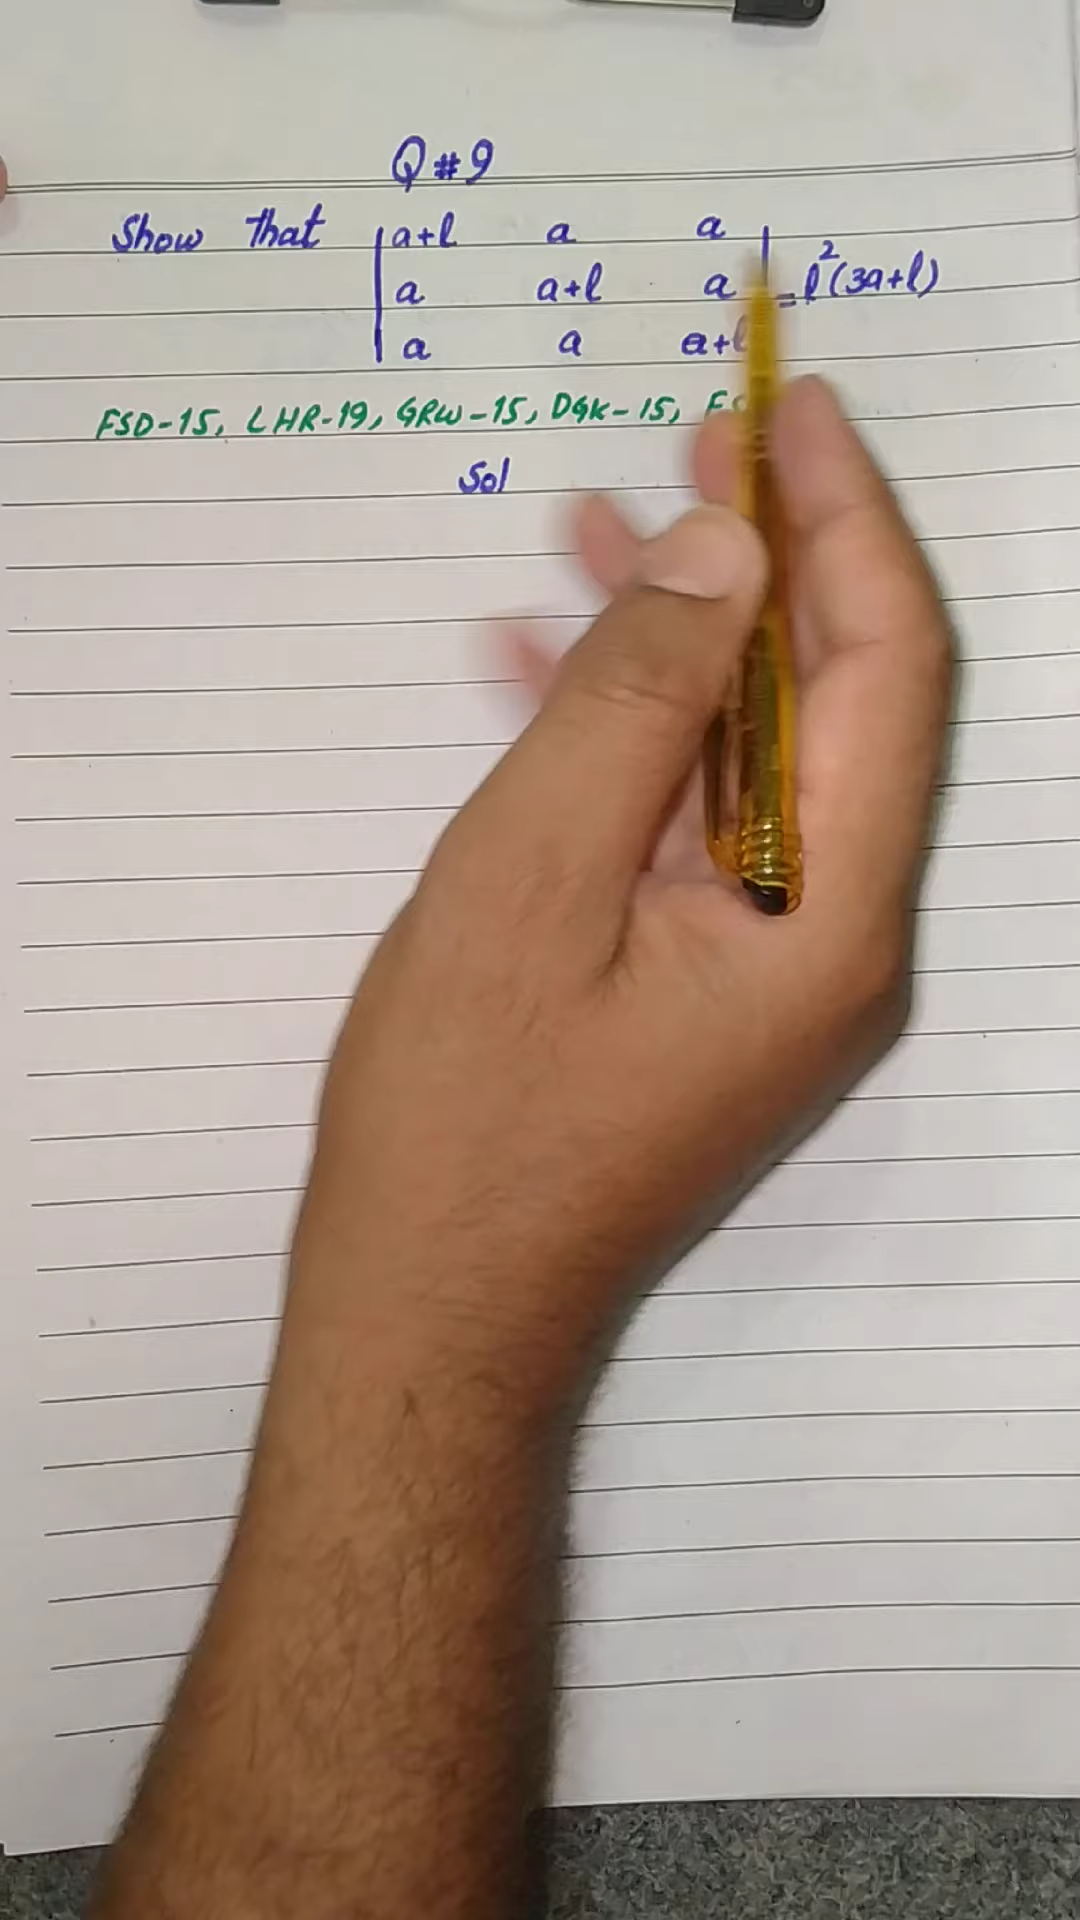 Q#9
Show that |a+l a a|
|a a+l a = l²(3a+l)
|a a a+l
FSD-15, LHR-19, GRW-15, DGK-15,
Sol